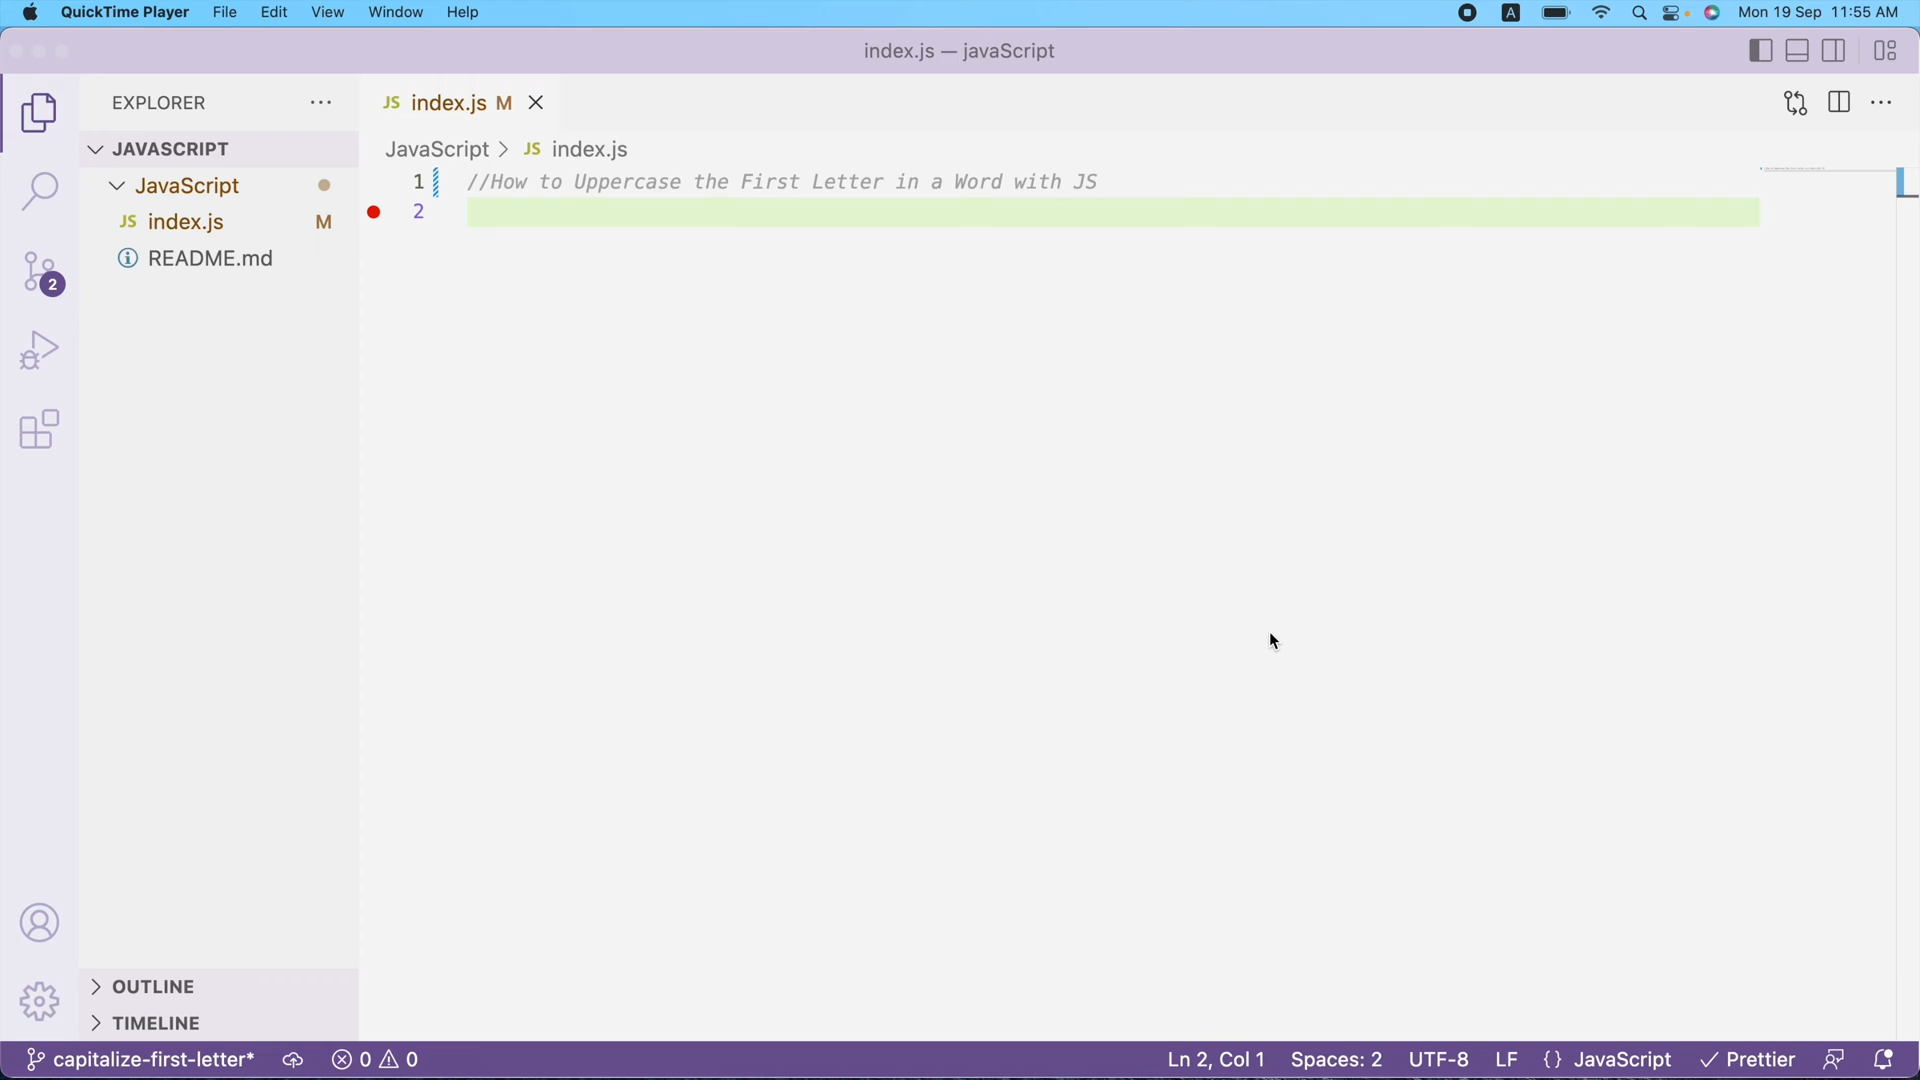 QuickTime Player File Edit View Window Help A Mon 19 Sep 11:55 AM
index.js — javaScript
EXPLORER ···
JS index.js M
JAVASCRIPT
JavaScript
JS index.js M
README.md
JavaScript > JS index.js
1 //How to Uppercase the First Letter in a Word with JS
2
2
OUTLINE
TIMELINE
capitalize-first-letter* 0 0 Ln 2, Col 1 Spaces: 2 UTF-8 LF {} JavaScript Prettier